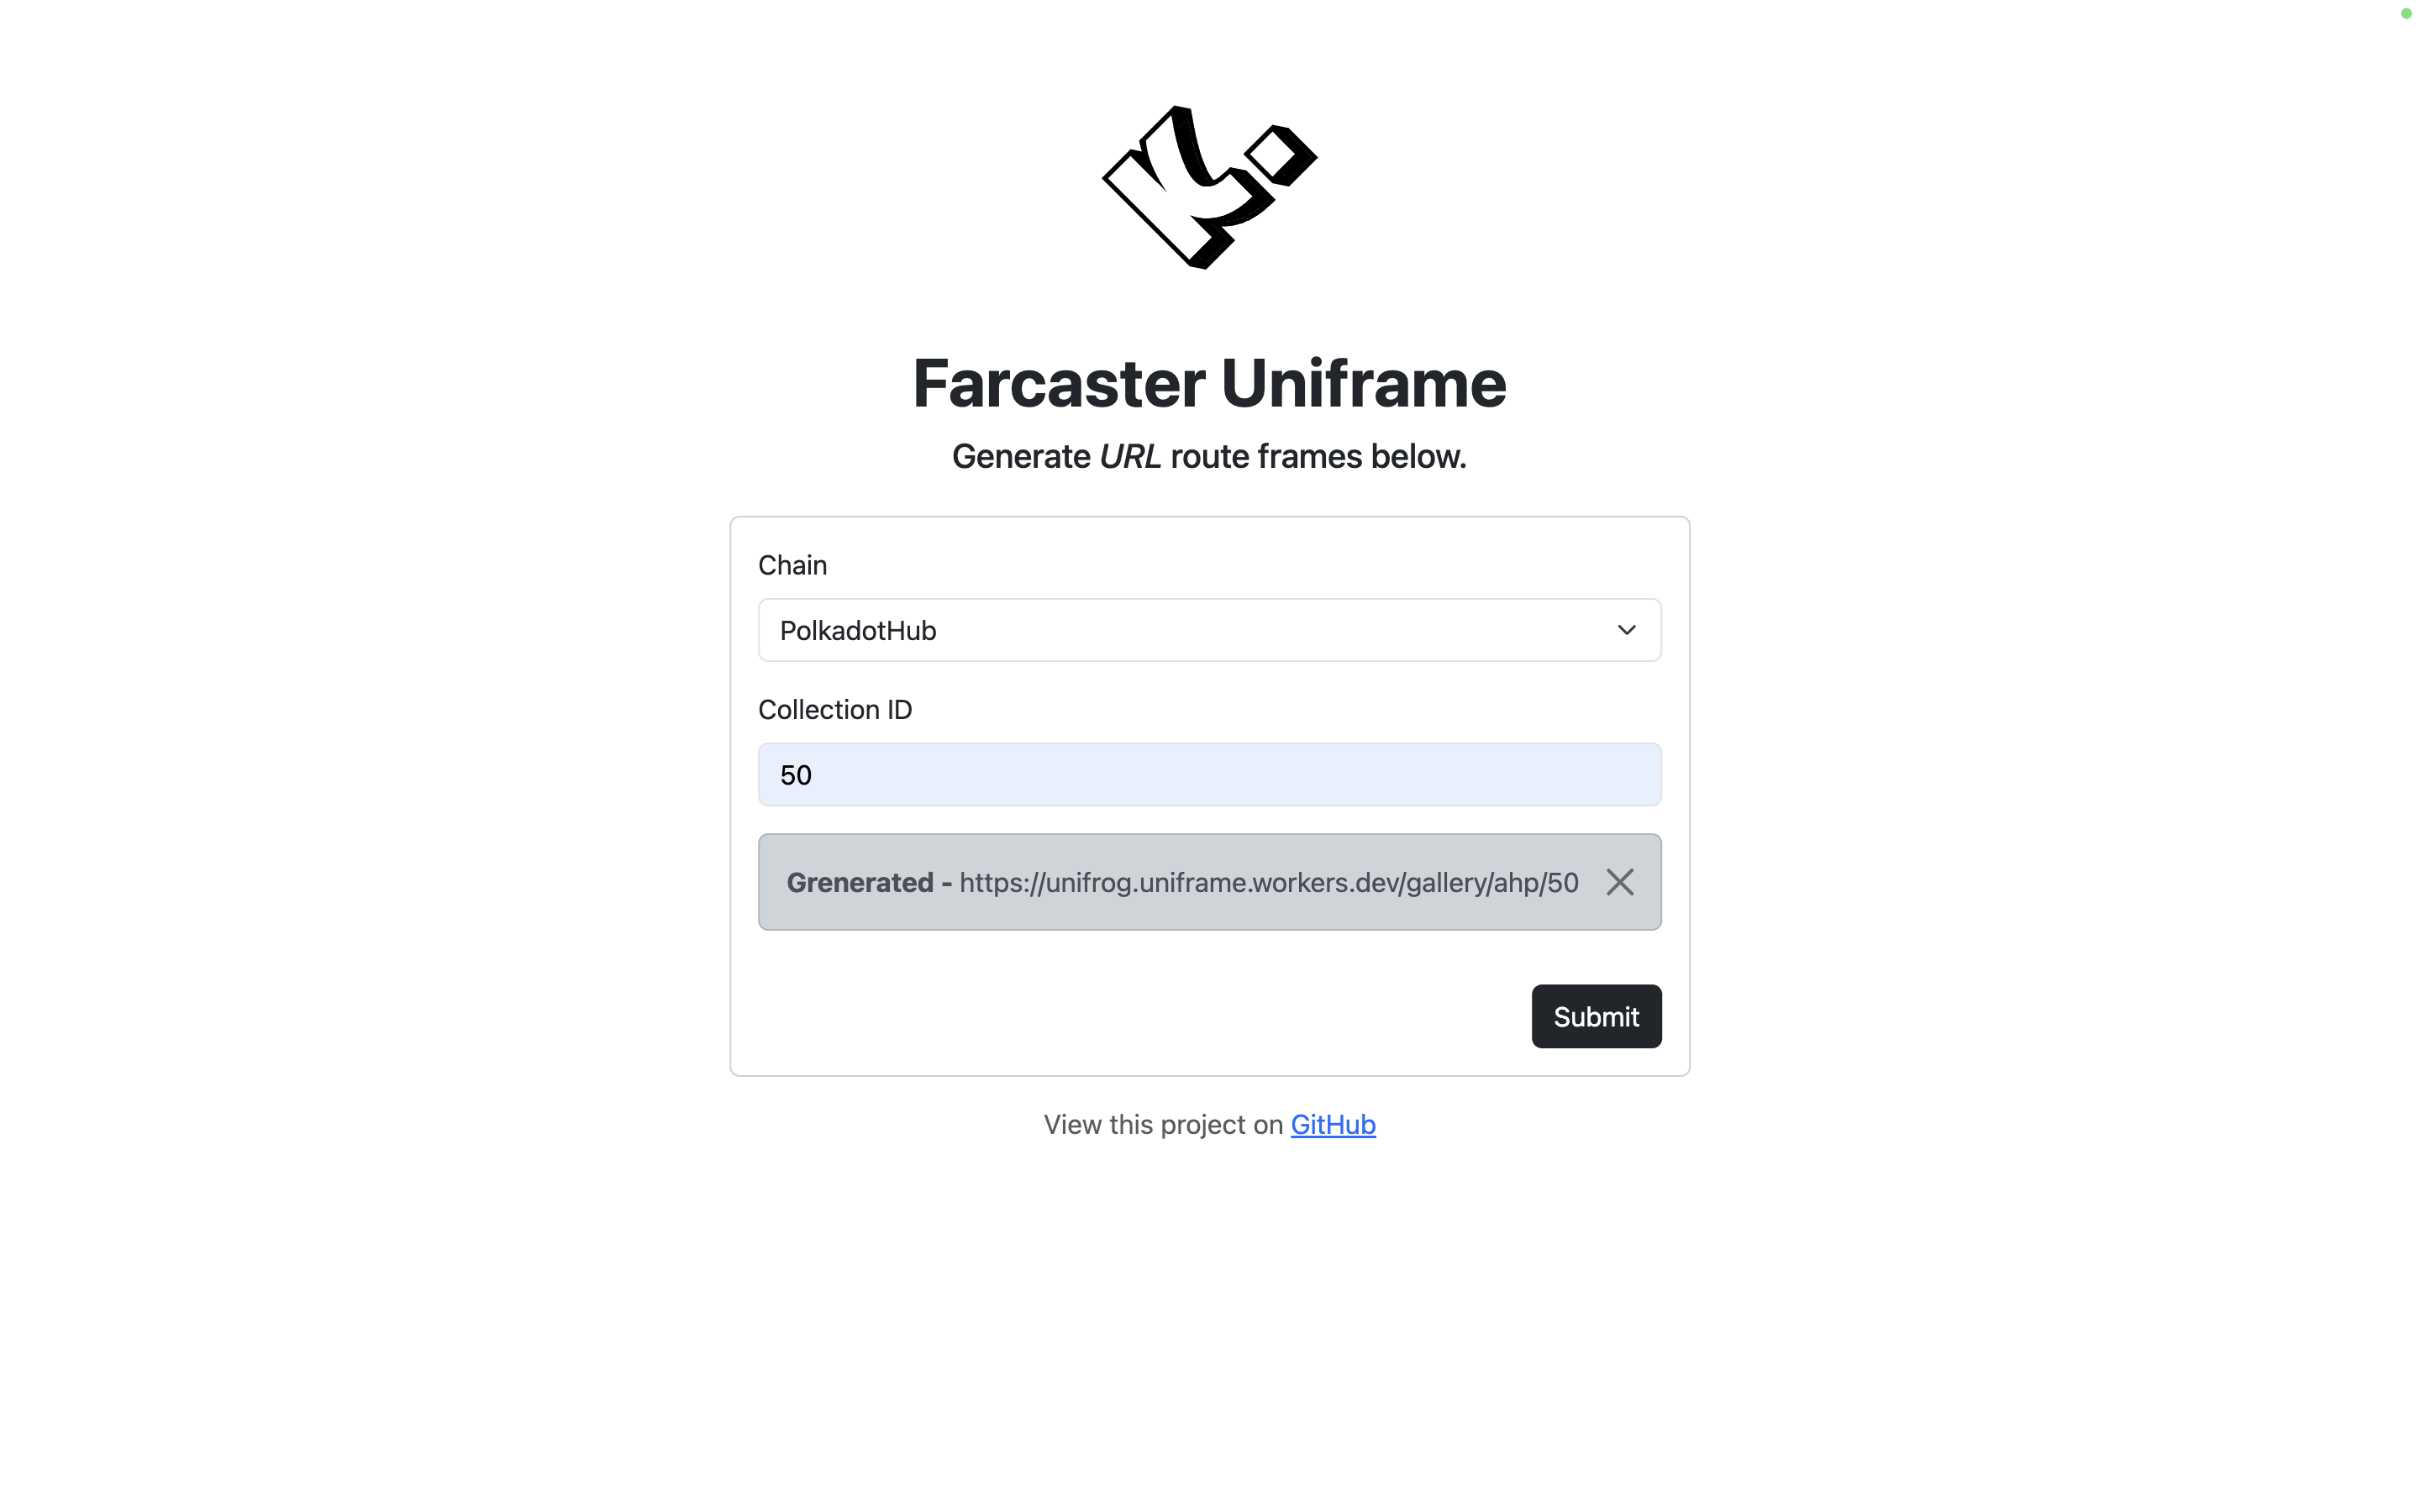 Farcaster Uniframe
Generate URL route frames below.
Chain
PolkadotHub
Collection ID
50
Grenerated - https://unifrog.uniframe.workers.dev/gallery/ahp/50
Submit
View this project on GitHub